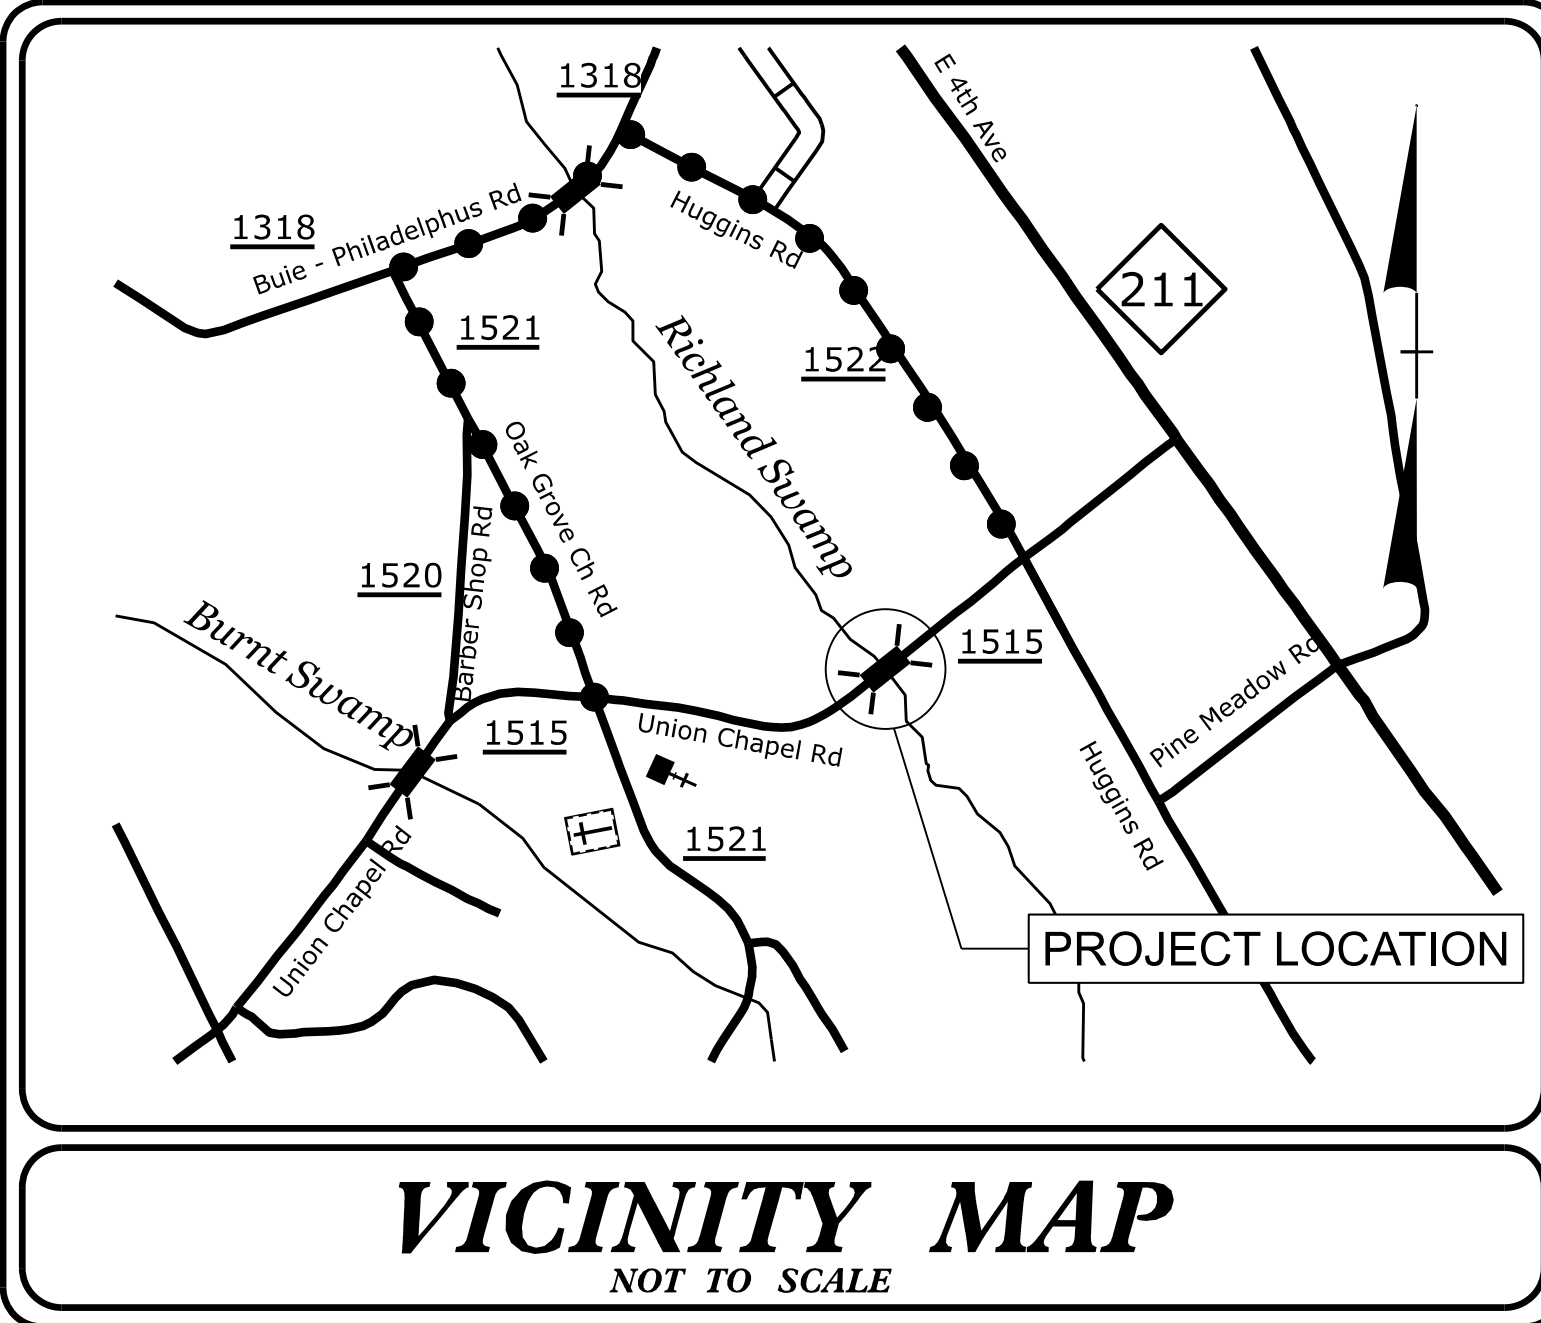 1318
E 4th Ave
1318
Buie - Philadelphus Rd
Huggins Rd
211
1521
Richland Swamp
1522
Oak Grove Ch Rd
1520
Barber Shop Rd
Burnt Swamp
1515
1515
Union Chapel Rd
Pine Meadow Rd
Huggins Rd
1521
Union Chapel Rd
PROJECT LOCATION
VICINITY MAP
NOT TO SCALE